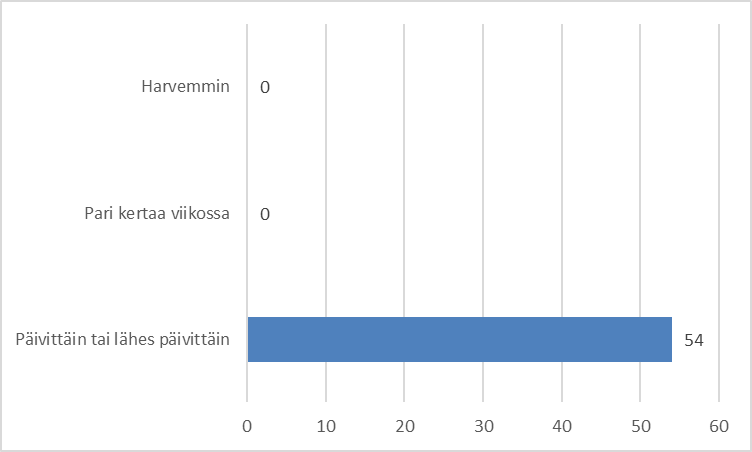 Harvemmin 0
Pari kertaa viikossa 0
Päivittäin tai lähes päivittäin 54
0 10 20 30 40 50 60